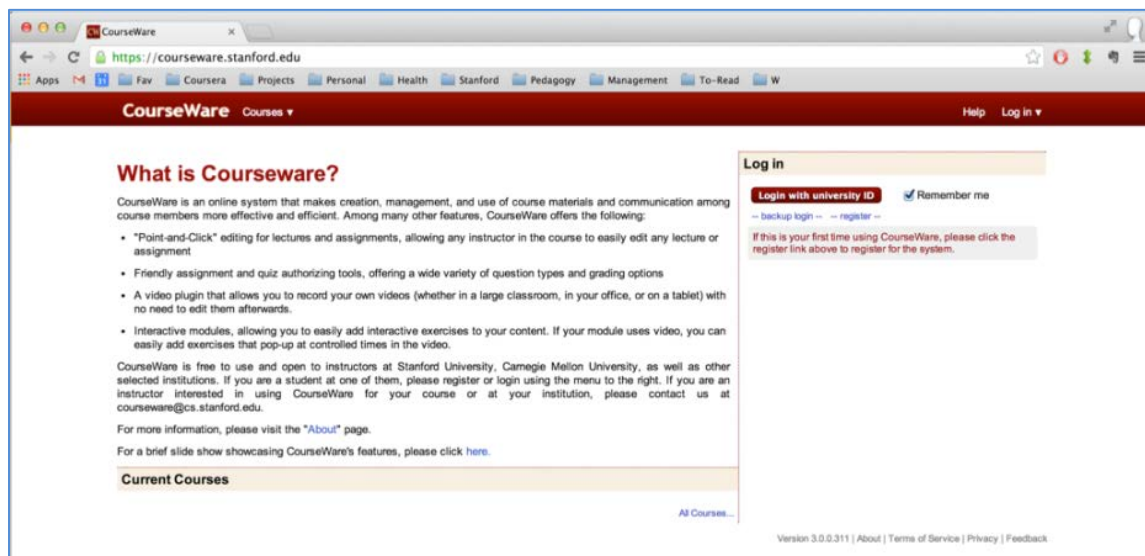 CW CourseWare ×
https://courseware.stanford.edu
Apps M 31 Fav Coursera Projects Personal Health Stanford Pedagogy Management To-Read W
CourseWare Courses ▾ Help Log in ▾
What is Courseware?
CourseWare is an online system that makes creation, management, and use of course materials and communication among
course members more effective and efficient. Among many other features, CourseWare offers the following:
• "Point-and-Click" editing for lectures and assignments, allowing any instructor in the course to easily edit any lecture or
assignment
• Friendly assignment and quiz authorizing tools, offering a wide variety of question types and grading options
• A video plugin that allows you to record your own videos (whether in a large classroom, in your office, or on a tablet) with
no need to edit them afterwards.
• Interactive modules, allowing you to easily add interactive exercises to your content. If your module uses video, you can
easily add exercises that pop-up at controlled times in the video.
CourseWare is free to use and open to instructors at Stanford University, Carnegie Mellon University, as well as other
selected institutions. If you are a student at one of them, please register or login using the menu to the right. If you are an
instructor interested in using CourseWare for your course or at your institution, please contact us at
courseware@cs.stanford.edu.
For more information, please visit the "About" page.
For a brief slide show showcasing CourseWare's features, please click here.
Current Courses
All Courses...
Log in
Login with university ID Remember me
-- backup login -- -- register --
If this is your first time using CourseWare, please click the
register link above to register for the system.
Version 3.0.0.311 | About | Terms of Service | Privacy | Feedback